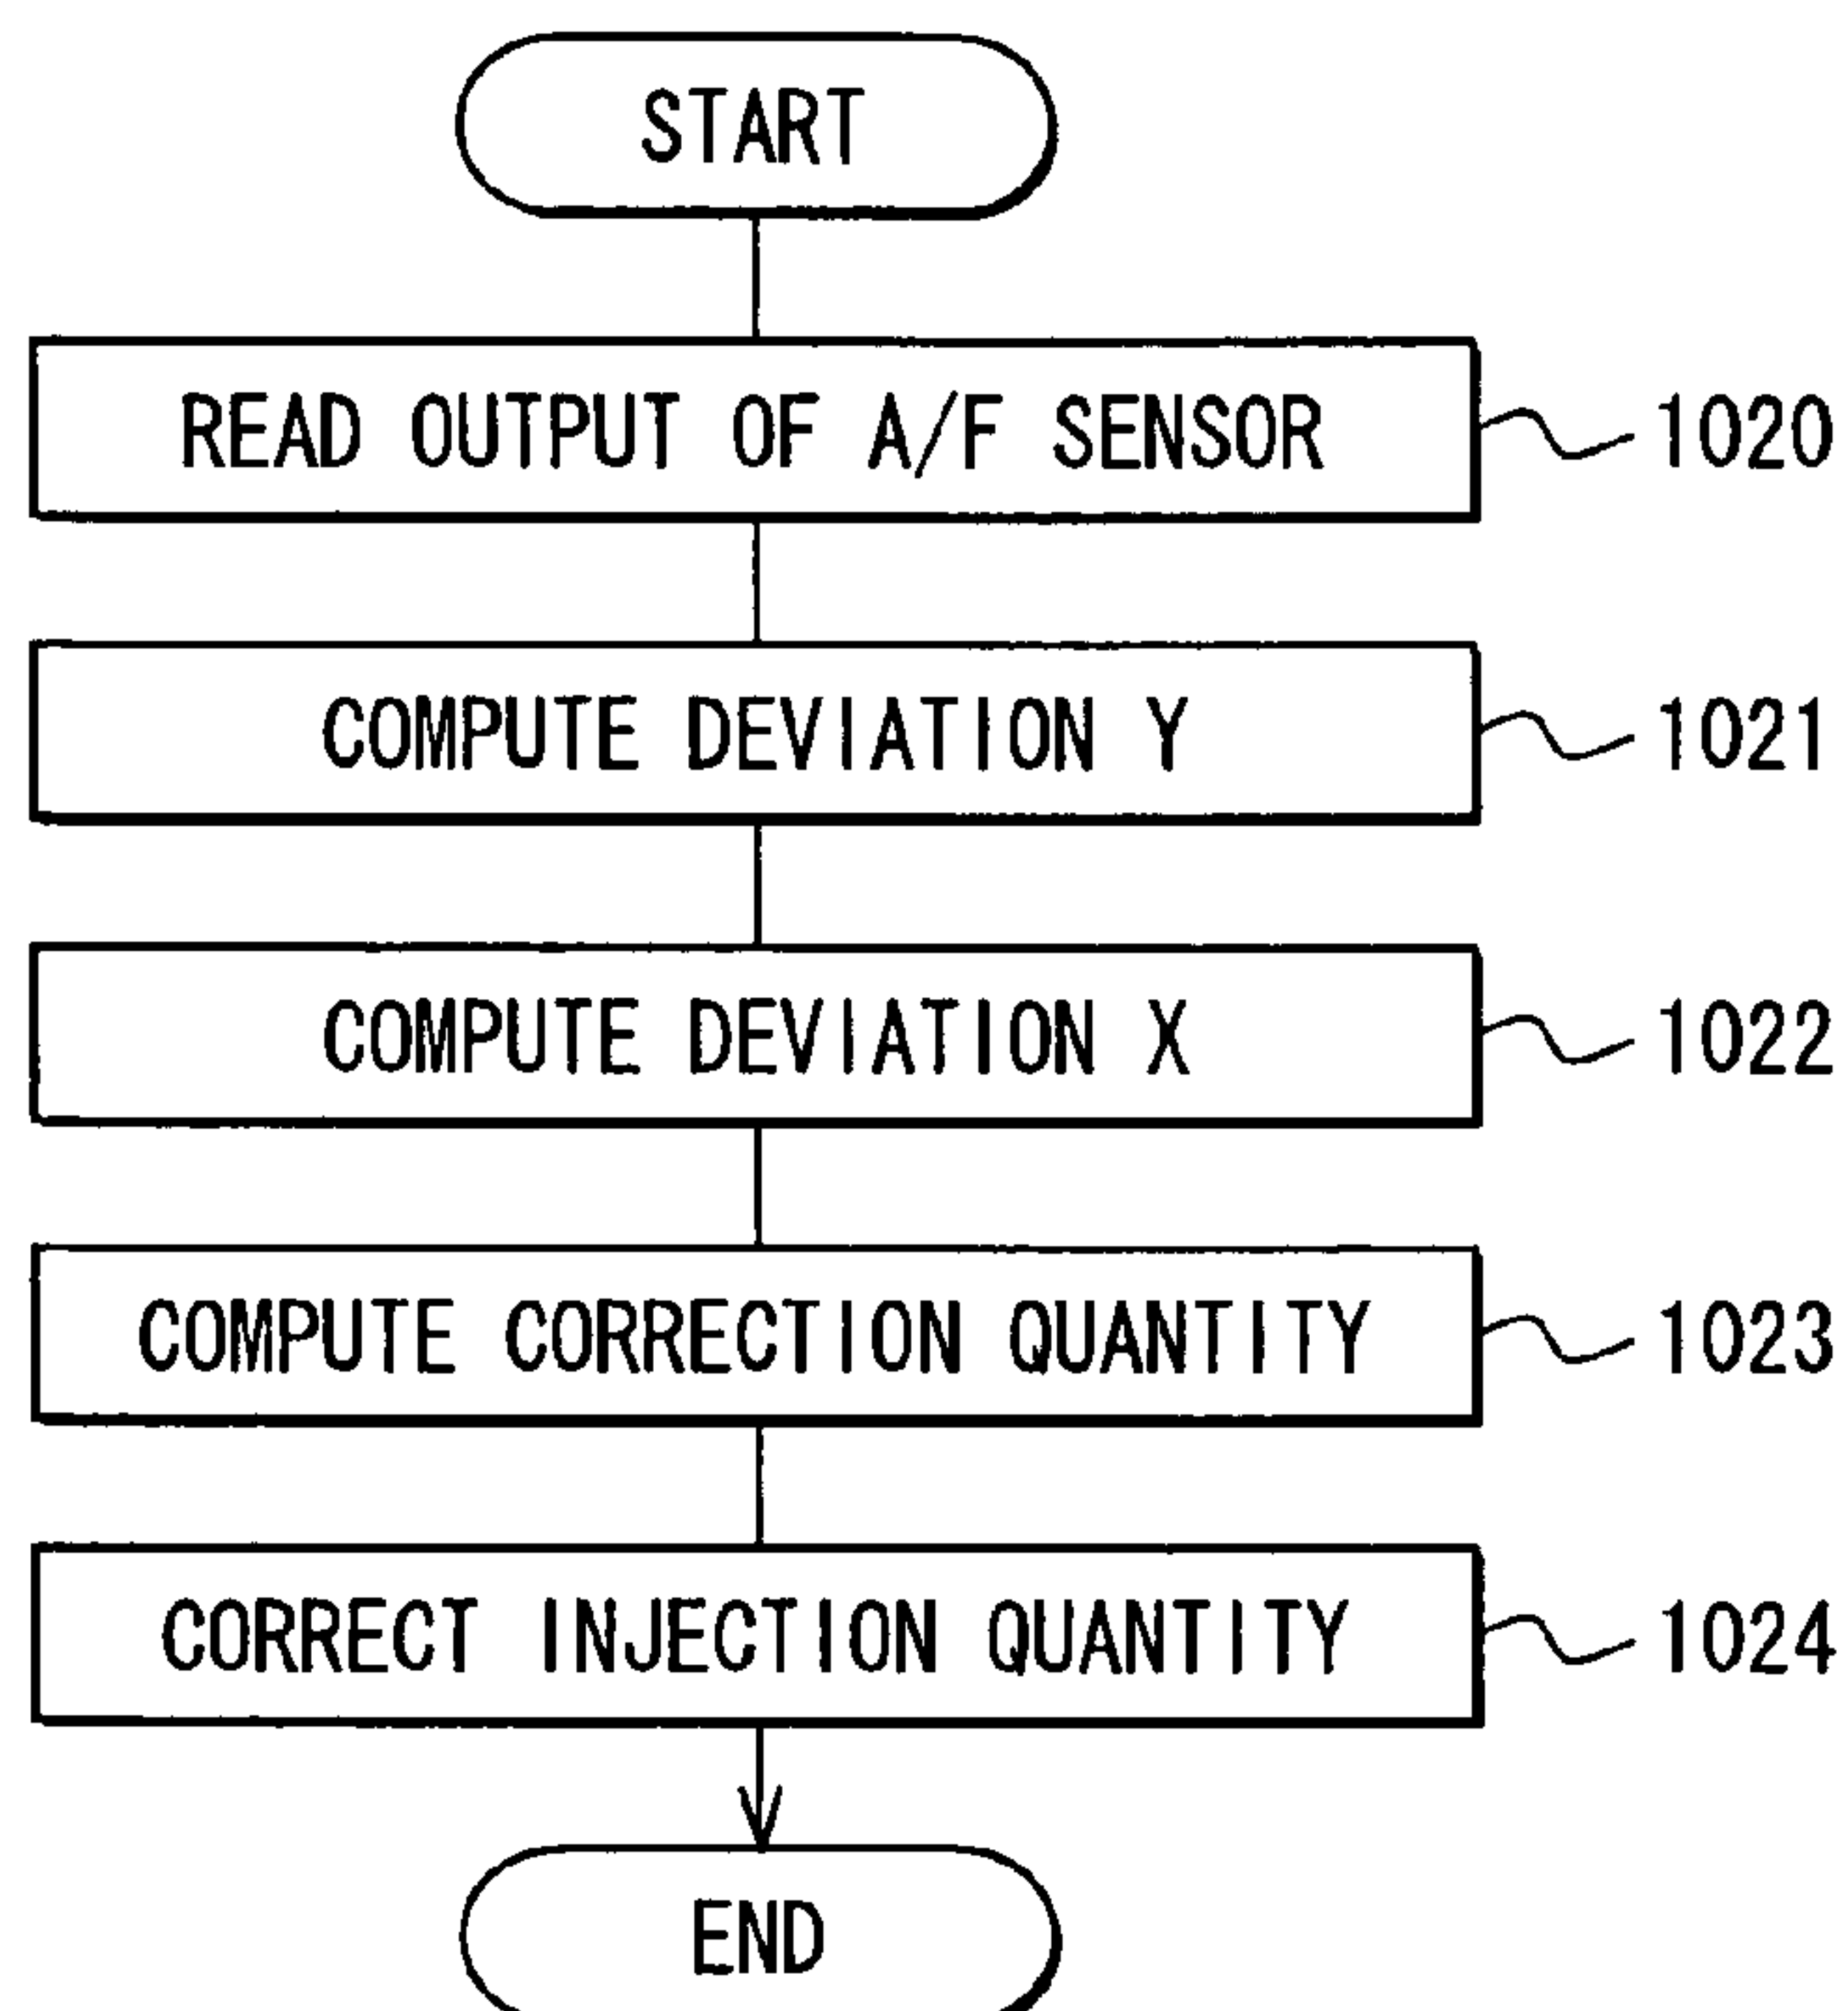 START
READ OUTPUT OF A/F SENSOR 1020
COMPUTE DEVIATION Y 1021
COMPUTE DEVIATION X 1022
COMPUTE CORRECTION QUANTITY 1023
CORRECT INJECTION QUANTITY 1024
END